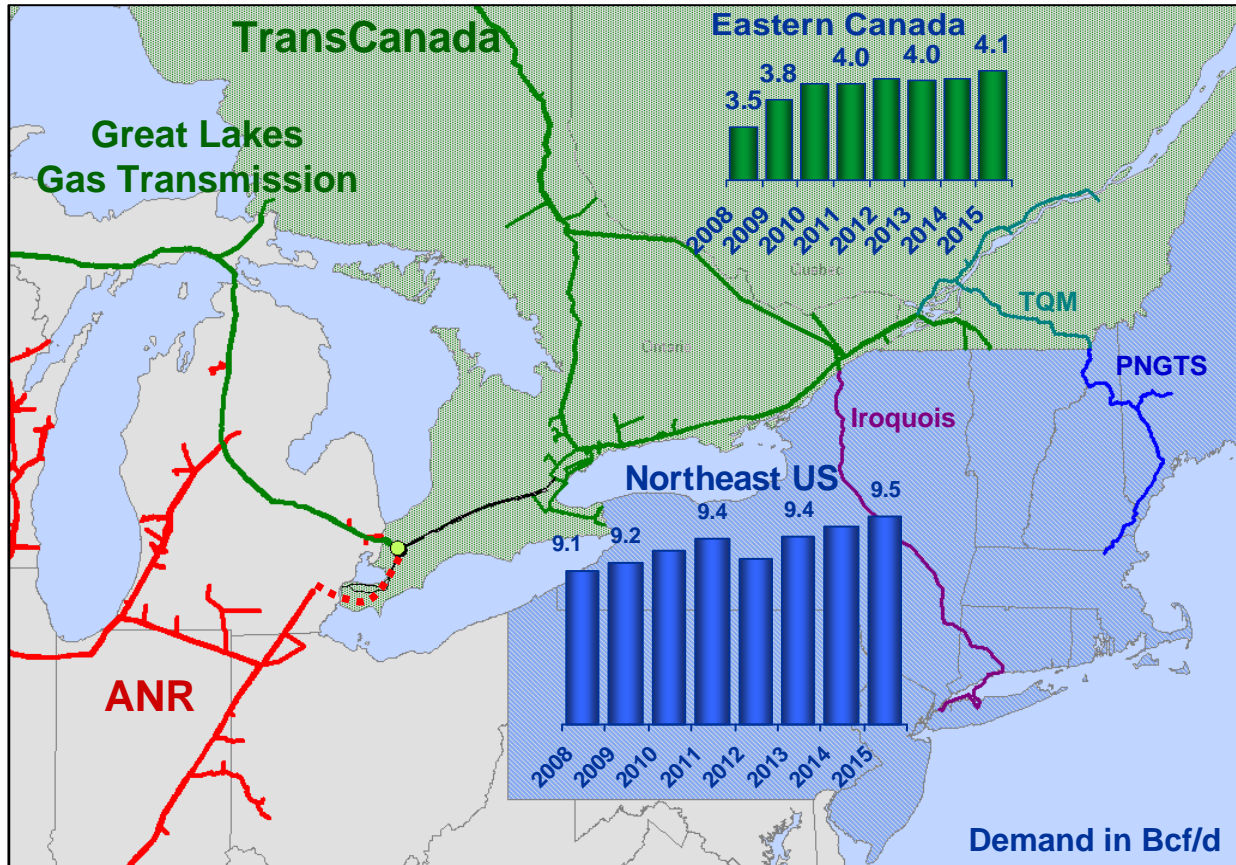 TransCanada
Eastern Canada
3.5
3.8
4.0
4.0
4.1
2008
2009
2010
2011
2012
2013
2014
2015
Great Lakes
Gas Transmission
Quebec
TQM
Ontario
PNGTS
Iroquois
Northeast US
9.1
9.2
9.4
9.4
9.5
2008
2009
2010
2011
2012
2013
2014
2015
ANR
Demand in Bcf/d